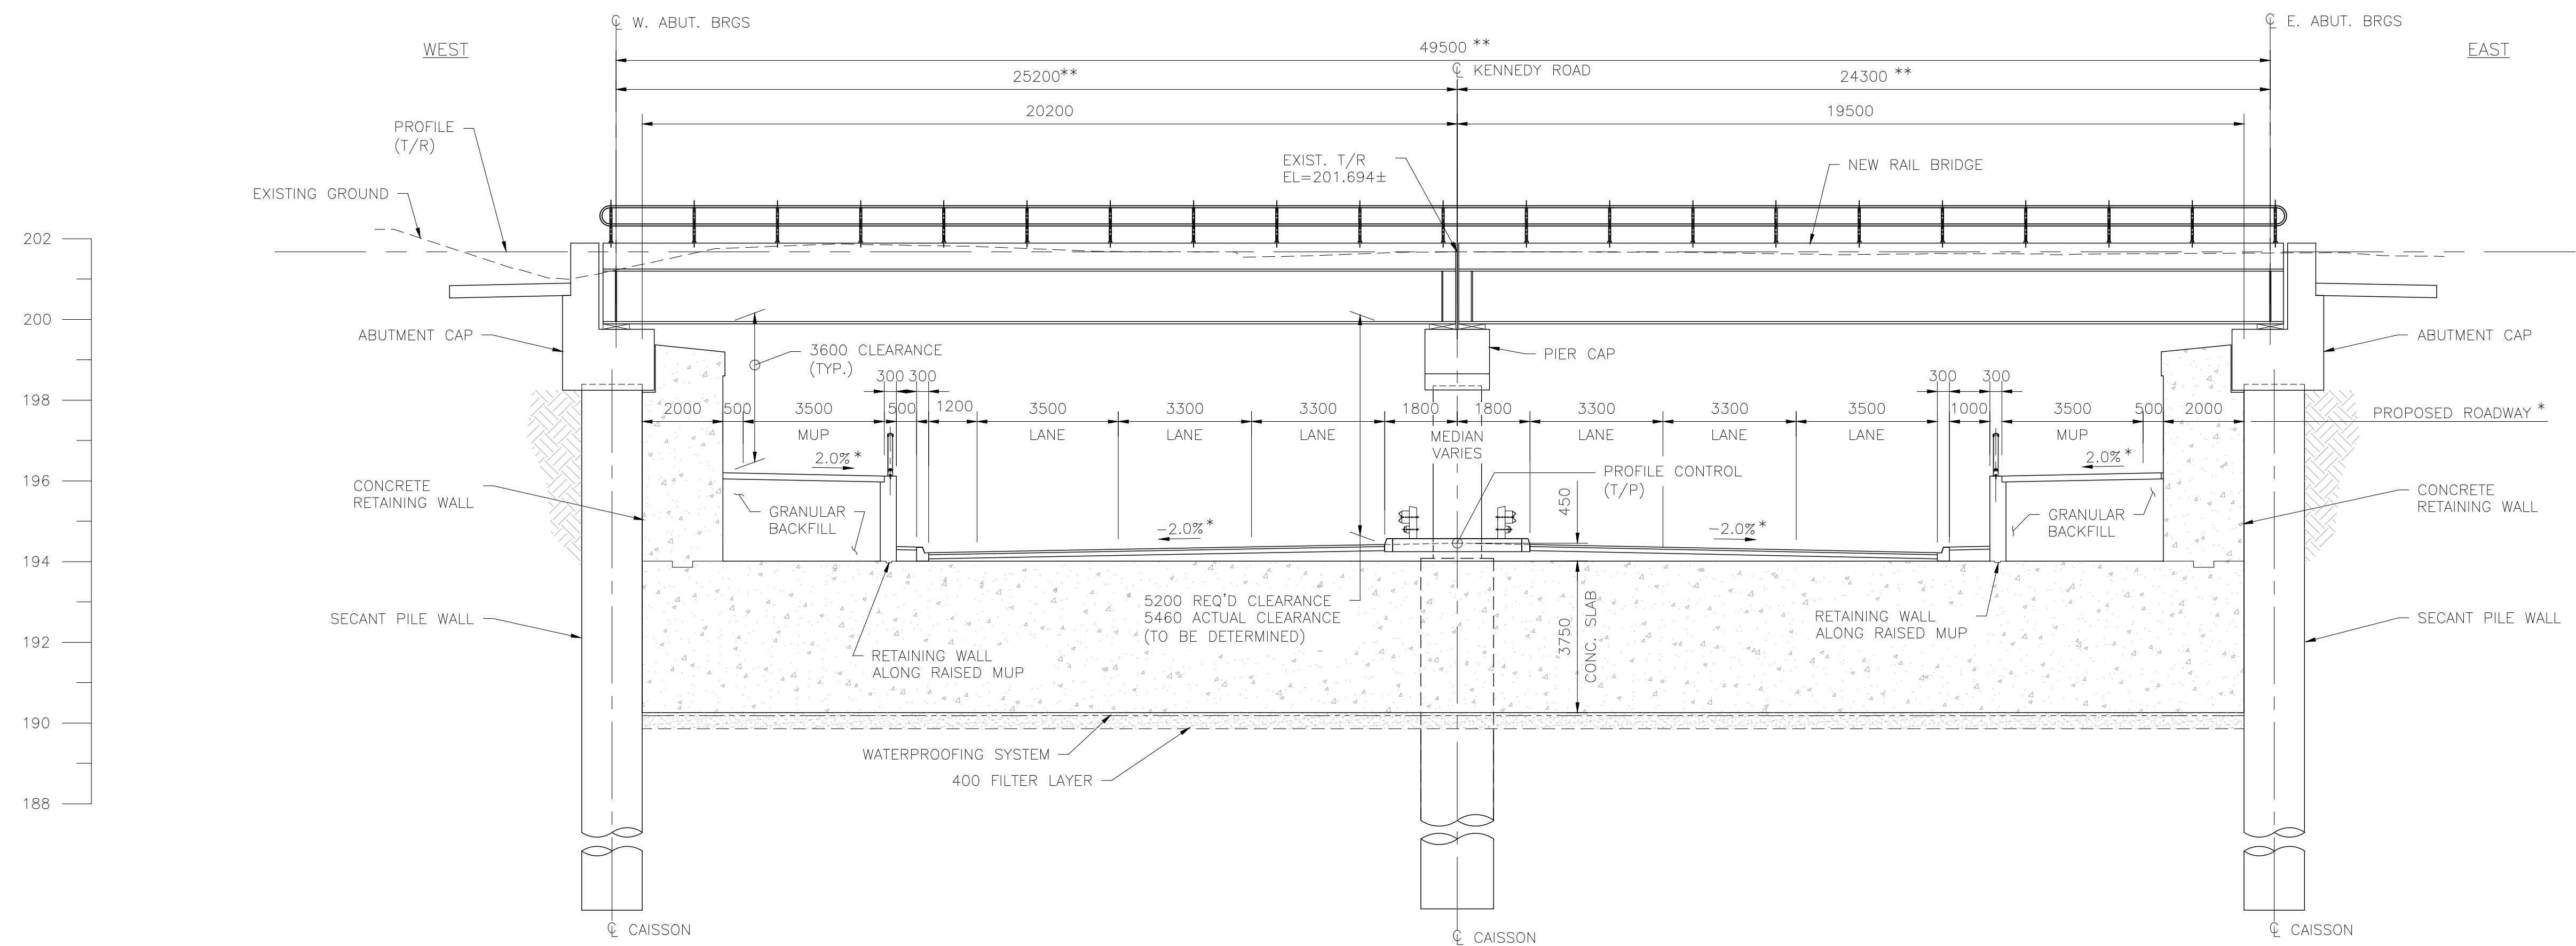 ℄ W. ABUT. BRGS
℄ E. ABUT. BRGS
WEST
49500 **
EAST
25200**
℄ KENNEDY ROAD
24300 **
20200
19500
PROFILE
(T/R)
EXIST. T/R
EL=201.694±
NEW RAIL BRIDGE
EXISTING GROUND
202
200
198
196
194
192
190
188
ABUTMENT CAP
3600 CLEARANCE
(TYP.)
PIER CAP
ABUTMENT CAP
300
300
300
300
2000
500
3500
500
1200
3500
3300
3300
1800
1800
3300
3300
3500
1000
3500
500
2000
PROPOSED ROADWAY *
MUP
LANE
LANE
LANE
MEDIAN
VARIES
LANE
LANE
LANE
MUP
2.0%*
2.0%*
PROFILE CONTROL
(T/P)
CONCRETE
RETAINING WALL
GRANULAR
BACKFILL
450
GRANULAR
BACKFILL
CONCRETE
RETAINING WALL
-2.0%*
-2.0%*
SECANT PILE WALL
5200 REQ'D CLEARANCE
5460 ACTUAL CLEARANCE
(TO BE DETERMINED)
3750
CONC. SLAB
RETAINING WALL
ALONG RAISED MUP
SECANT PILE WALL
RETAINING WALL
ALONG RAISED MUP
WATERPROOFING SYSTEM
400 FILTER LAYER
℄ CAISSON
℄ CAISSON
℄ CAISSON